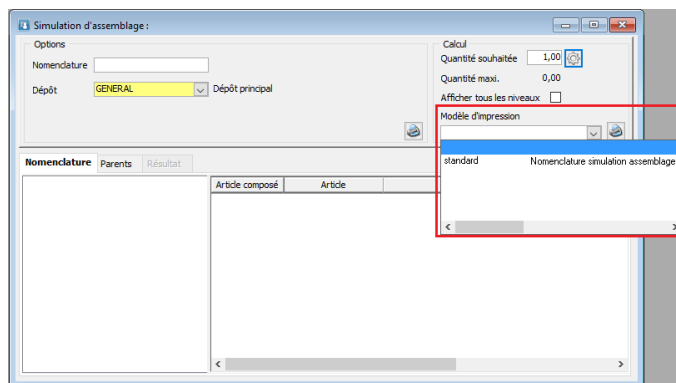 Simulation d'assemblage :
Options
Nomenclature
Dépôt GENERAL Dépôt principal
Calcul
Quantité souhaitée 1,00
Quantité maxi. 0,00
Afficher tous les niveaux
Modèle d'impression
standard Nomenclature simulation assemblage
Nomenclature Parents Résultat
Article composé Article